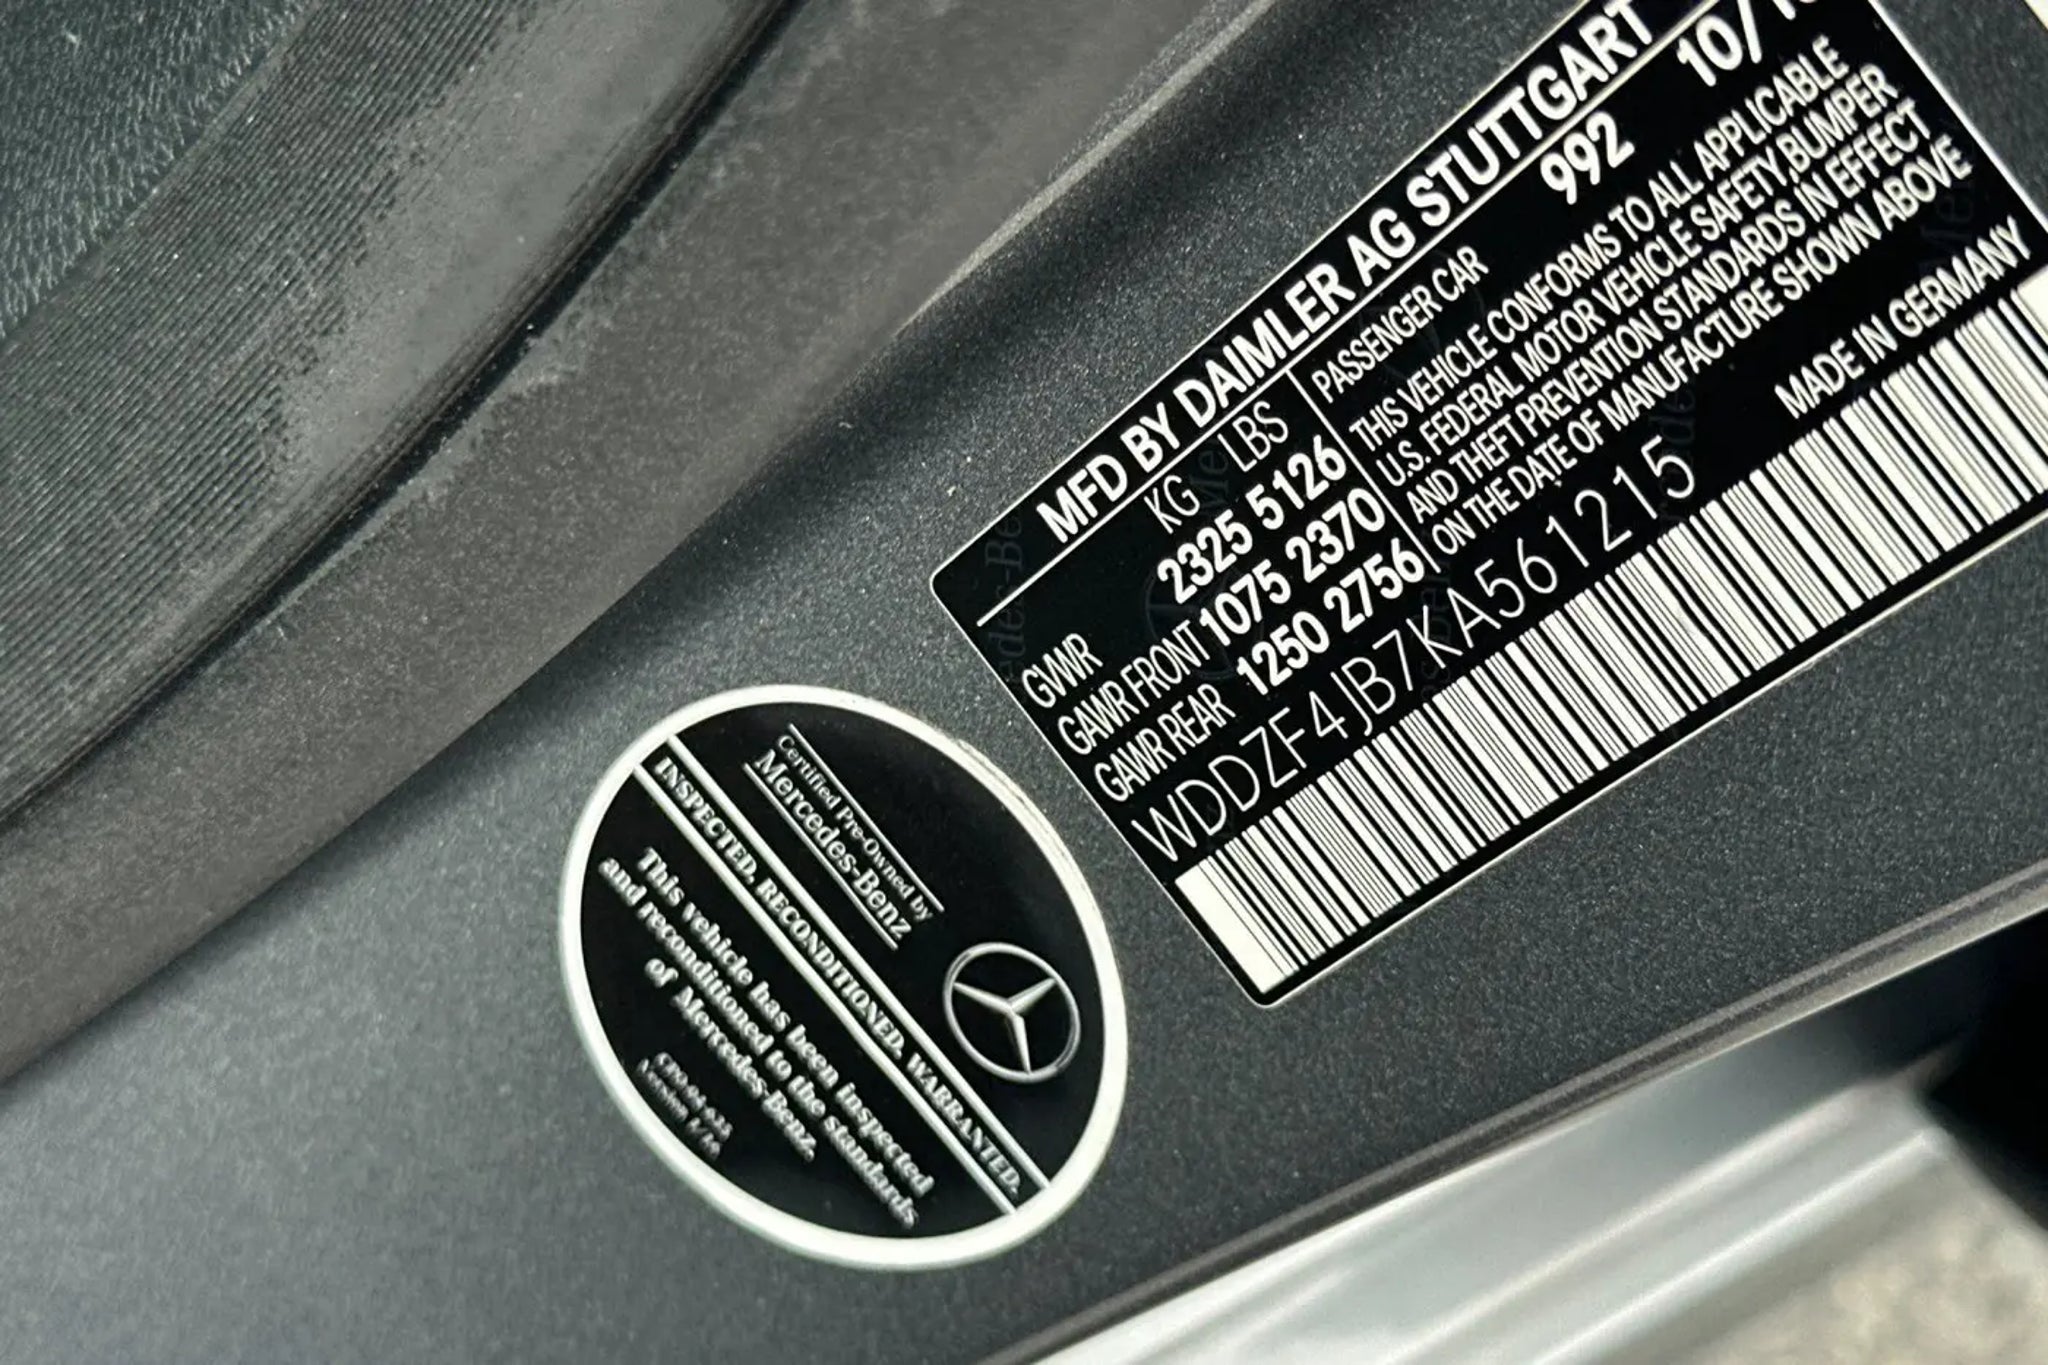 MFD BY DAIMLER AG STUTTGART
992 10/
KG LBS
GVWR 2325 5126
GAWR FRONT 1075 2370
GAWR REAR 1250 2756
PASSENGER CAR
THIS VEHICLE CONFORMS TO ALL APPLICABLE
U.S. FEDERAL MOTOR VEHICLE SAFETY,BUMPER
AND THEFT PREVENTION STANDARDS IN EFFECT
ON THE DATE OF MANUFACTURE SHOWN ABOVE
WDDZF4JB7KA561215
MADE IN GERMANY
Certified Pre-Owned by
Mercedes-Benz
INSPECTED. RECONDITIONED. WARRANTED.
This vehicle has been inspected
and reconditioned to the standards
of Mercedes-Benz.
Version